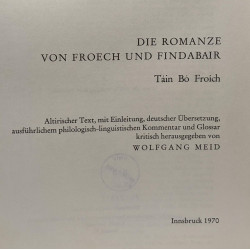 DIE ROMANZE
VON FROECH UND FINDABAIR
Táin Bó Froích
Altirischer Text, mit Einleitung, deutscher Übersetzung,
ausführlichem philologisch-linguistischen Kommentar und Glossar
kritisch herausgegeben von
WOLFGANG MEID
Innsbruck 1970